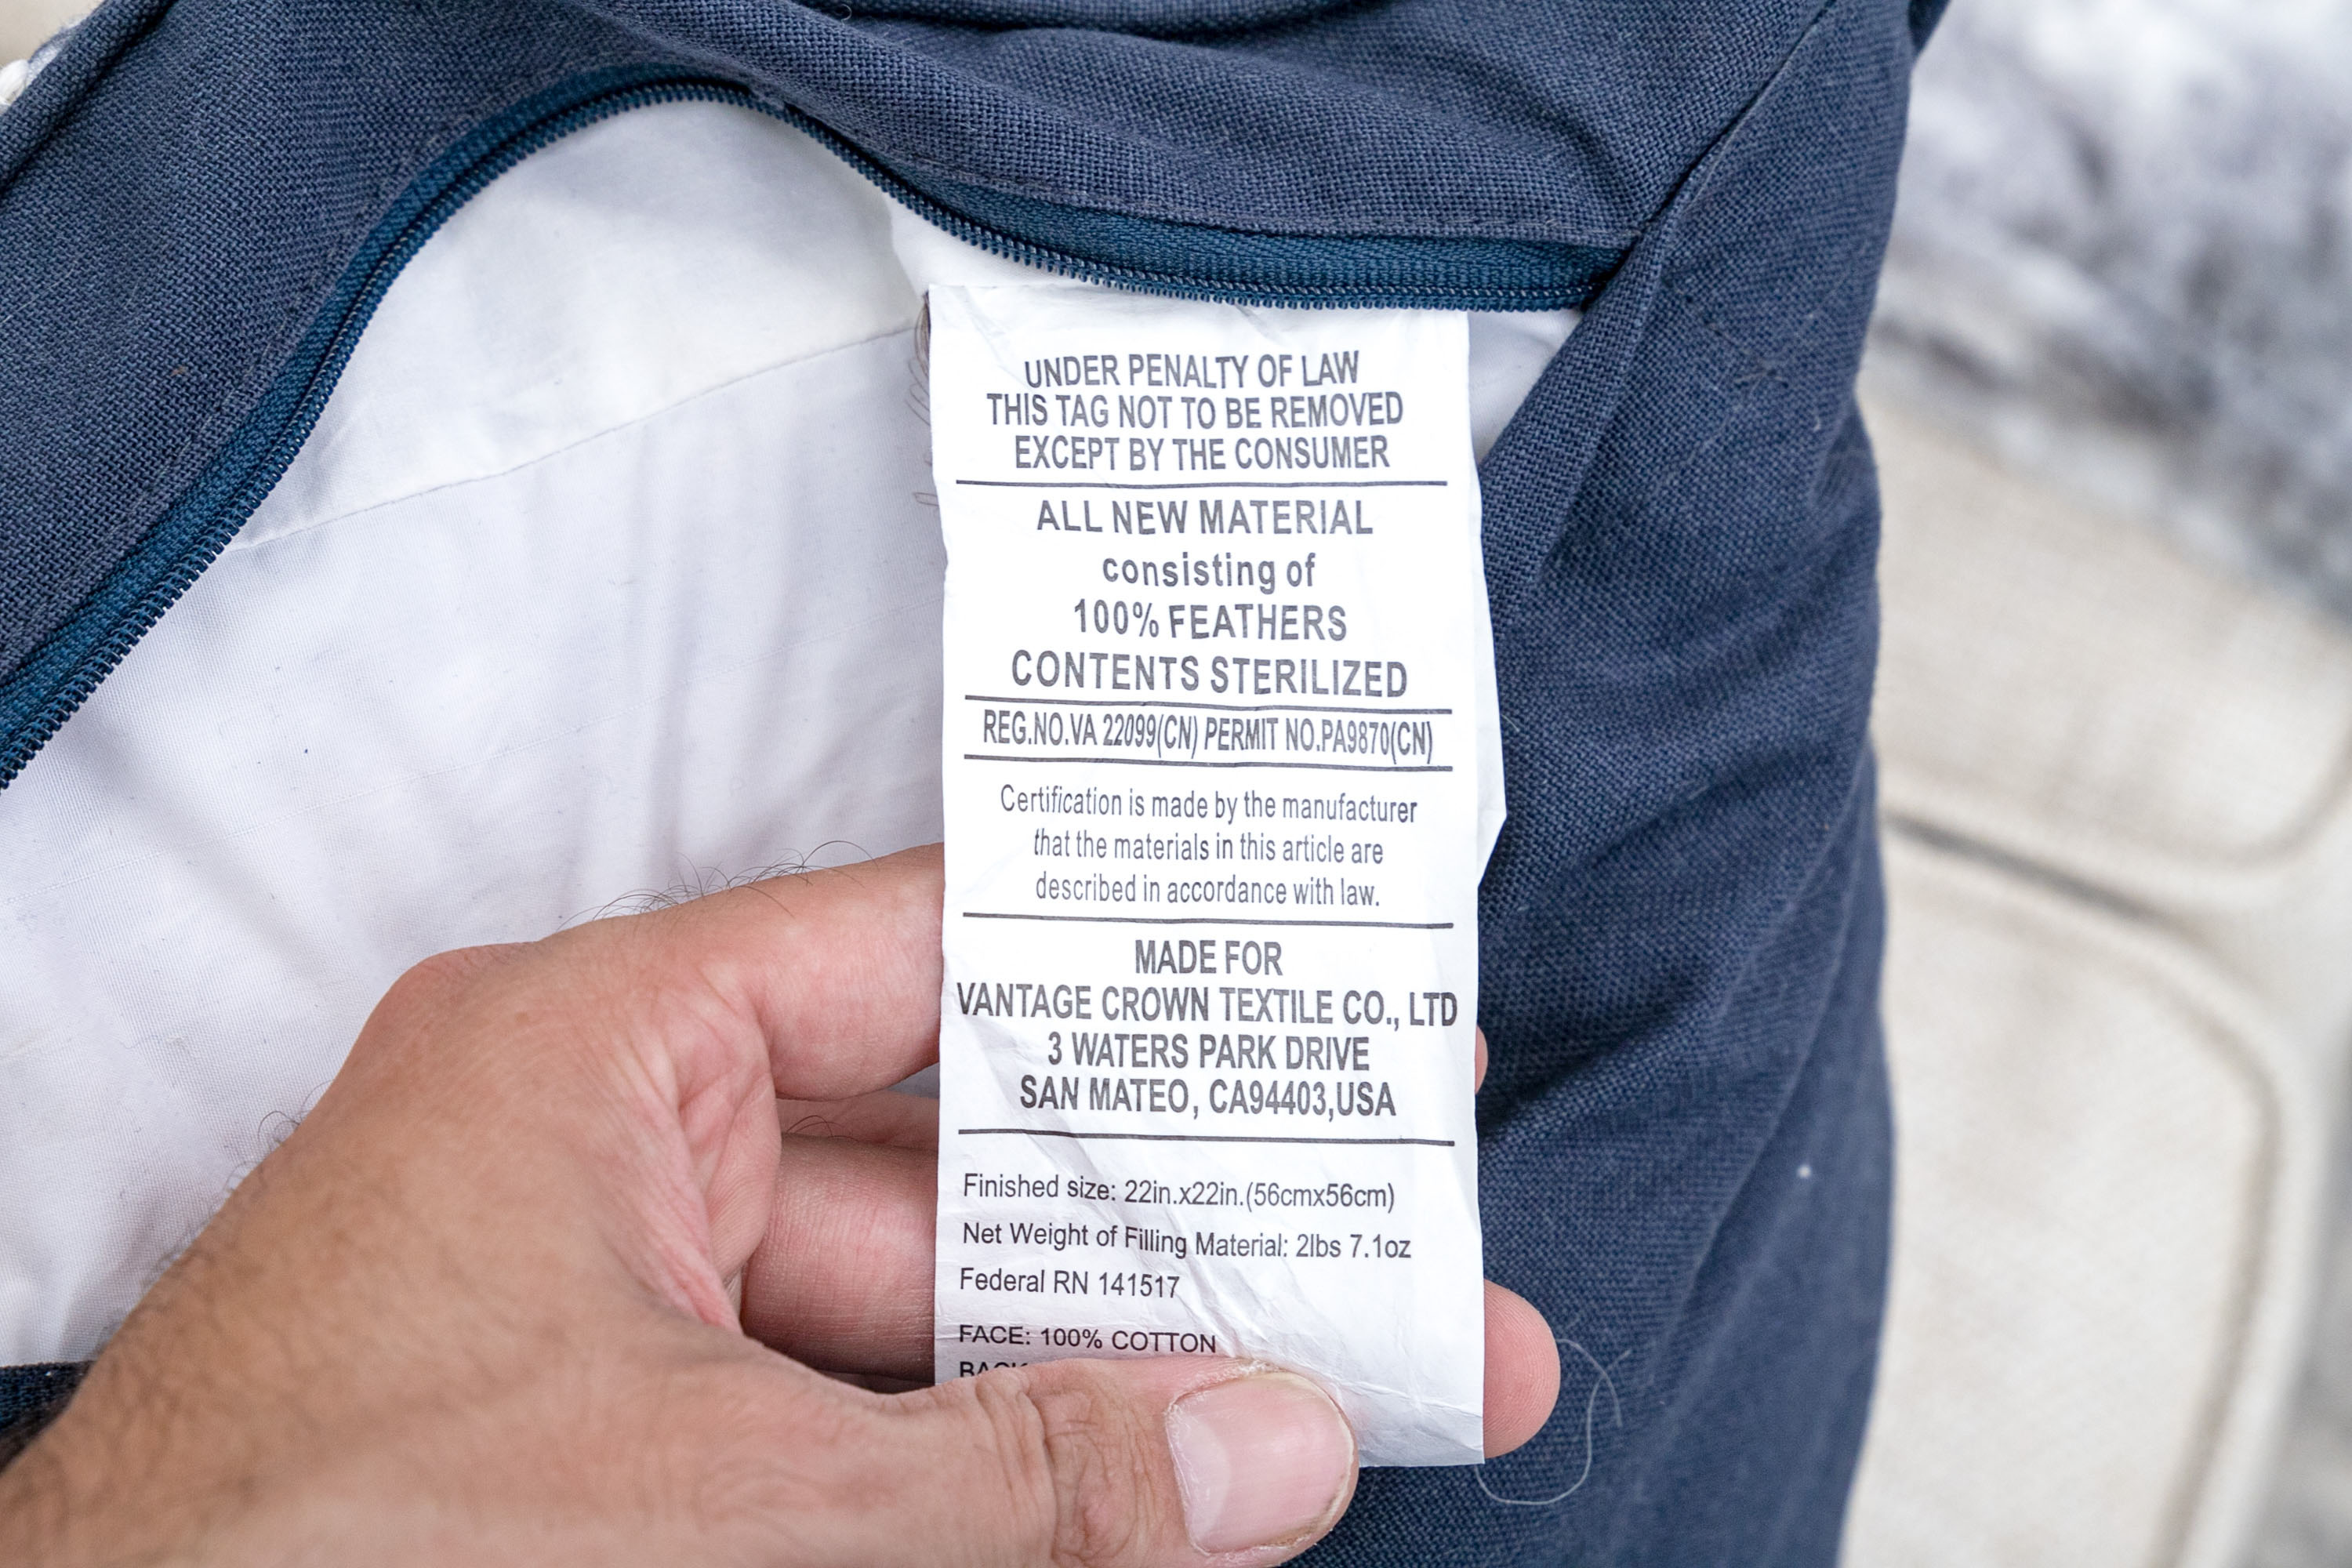 UNDER PENALTY OF LAW
THIS TAG NOT TO BE REMOVED
EXCEPT BY THE CONSUMER
ALL NEW MATERIAL
consisting of
100% FEATHERS
CONTENTS STERILIZED
REG.NO.VA 22099(CN) PERMIT NO.PA9870(CN)
Certification is made by the manufacturer
that the materials in this article are
described in accordance with law.
MADE FOR
VANTAGE CROWN TEXTILE CO., LTD
3 WATERS PARK DRIVE
SAN MATEO, CA94403,USA
Finished size: 22in.x22in.(56cmx56cm)
Net Weight of Filling Material: 2lbs 7.1oz
Federal RN 141517
FACE: 100% COTTON